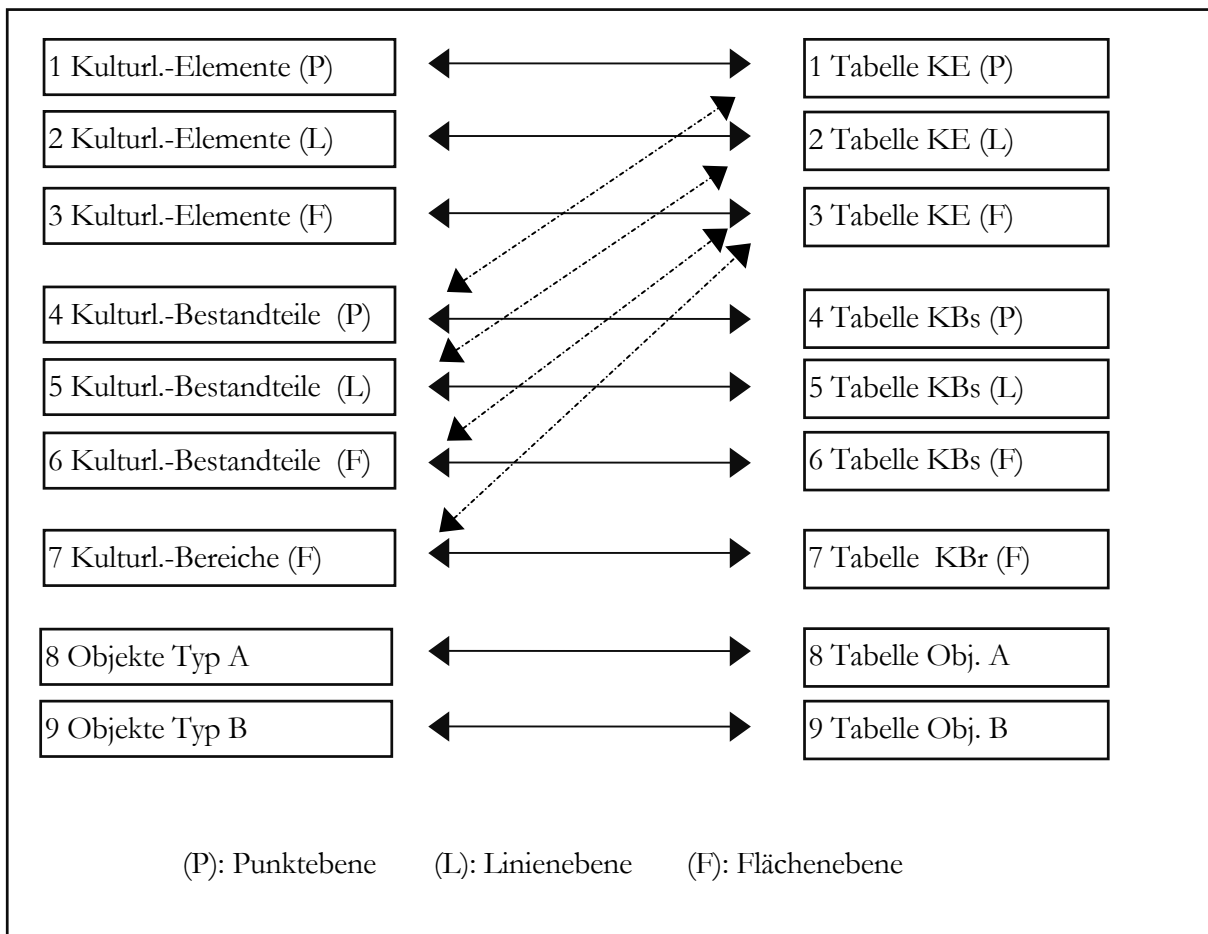 1 Kulturl.-Elemente (P)
1 Tabelle KE (P)
2 Kulturl.-Elemente (L)
2 Tabelle KE (L)
3 Kulturl.-Elemente (F)
3 Tabelle KE (F)
4 Kulturl.-Bestandteile (P)
4 Tabelle KBs (P)
5 Kulturl.-Bestandteile (L)
5 Tabelle KBs (L)
6 Kulturl.-Bestandteile (F)
6 Tabelle KBs (F)
7 Kulturl.-Bereiche (F)
7 Tabelle KBr (F)
8 Objekte Typ A
8 Tabelle Obj. A
9 Objekte Typ B
9 Tabelle Obj. B
(P): Punktebene (L): Linienebene (F): Flächenebene